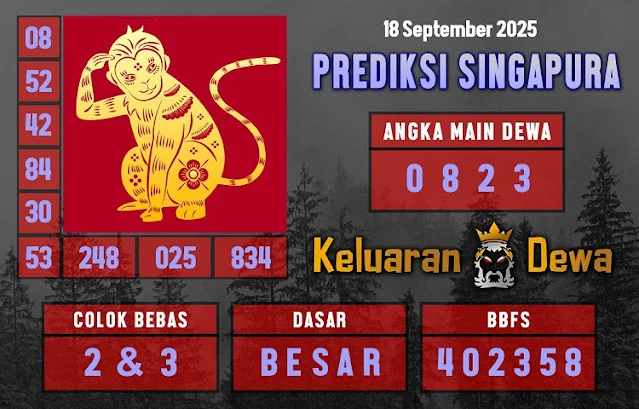 18 September 2025
PREDIKSI SINGAPURA
08
52
42
84
30
53 248 025 834
ANGKA MAIN DEWA
0 8 2 3
Keluaran Dewa
COLOK BEBAS
2 & 3
DASAR
BESAR
BBFS
402358